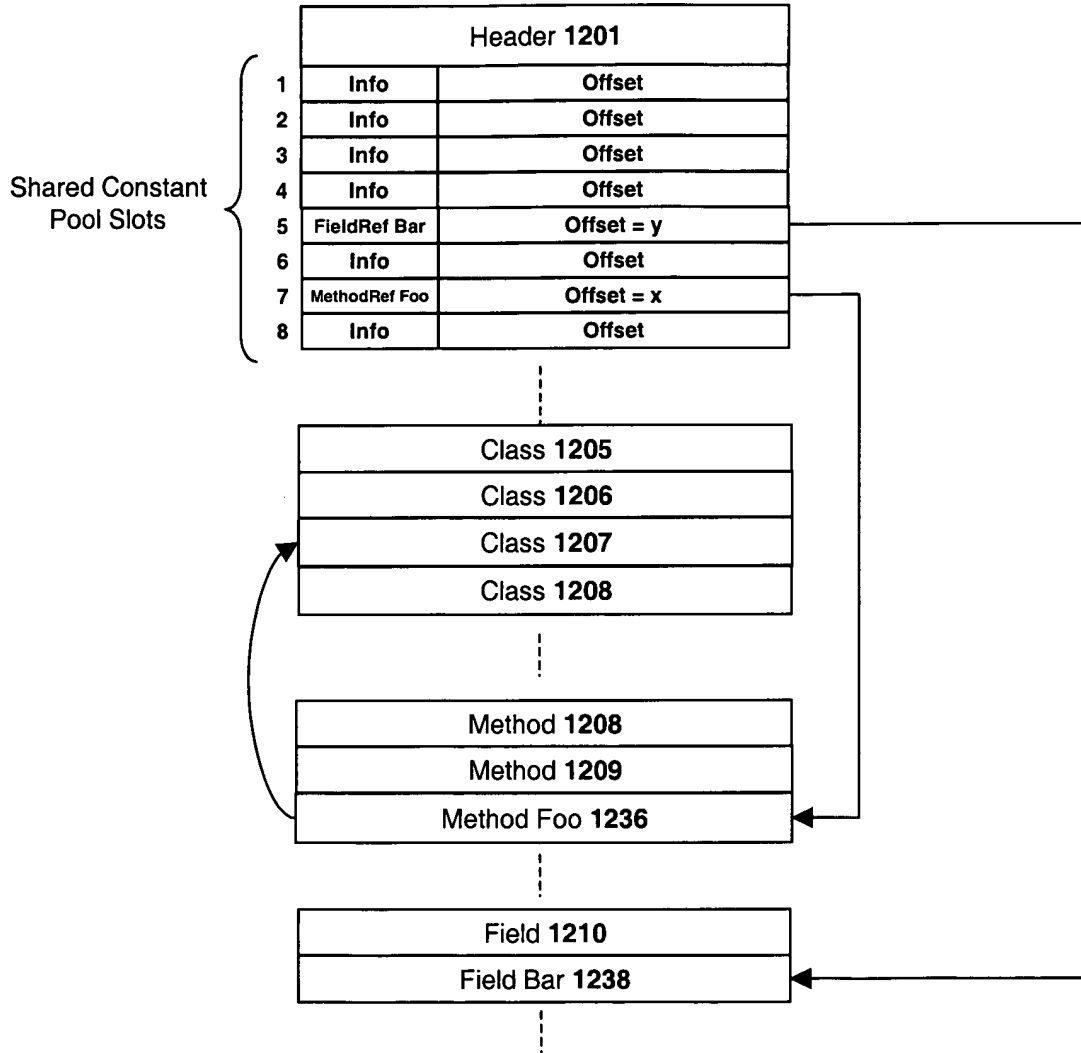 Header 1201
1 Info Offset
2 Info Offset
3 Info Offset
4 Info Offset
Shared Constant
Pool Slots
5 FieldRef Bar Offset = y
6 Info Offset
7 MethodRef Foo Offset = x
8 Info Offset
Class 1205
Class 1206
Class 1207
Class 1208
Method 1208
Method 1209
Method Foo 1236
Field 1210
Field Bar 1238